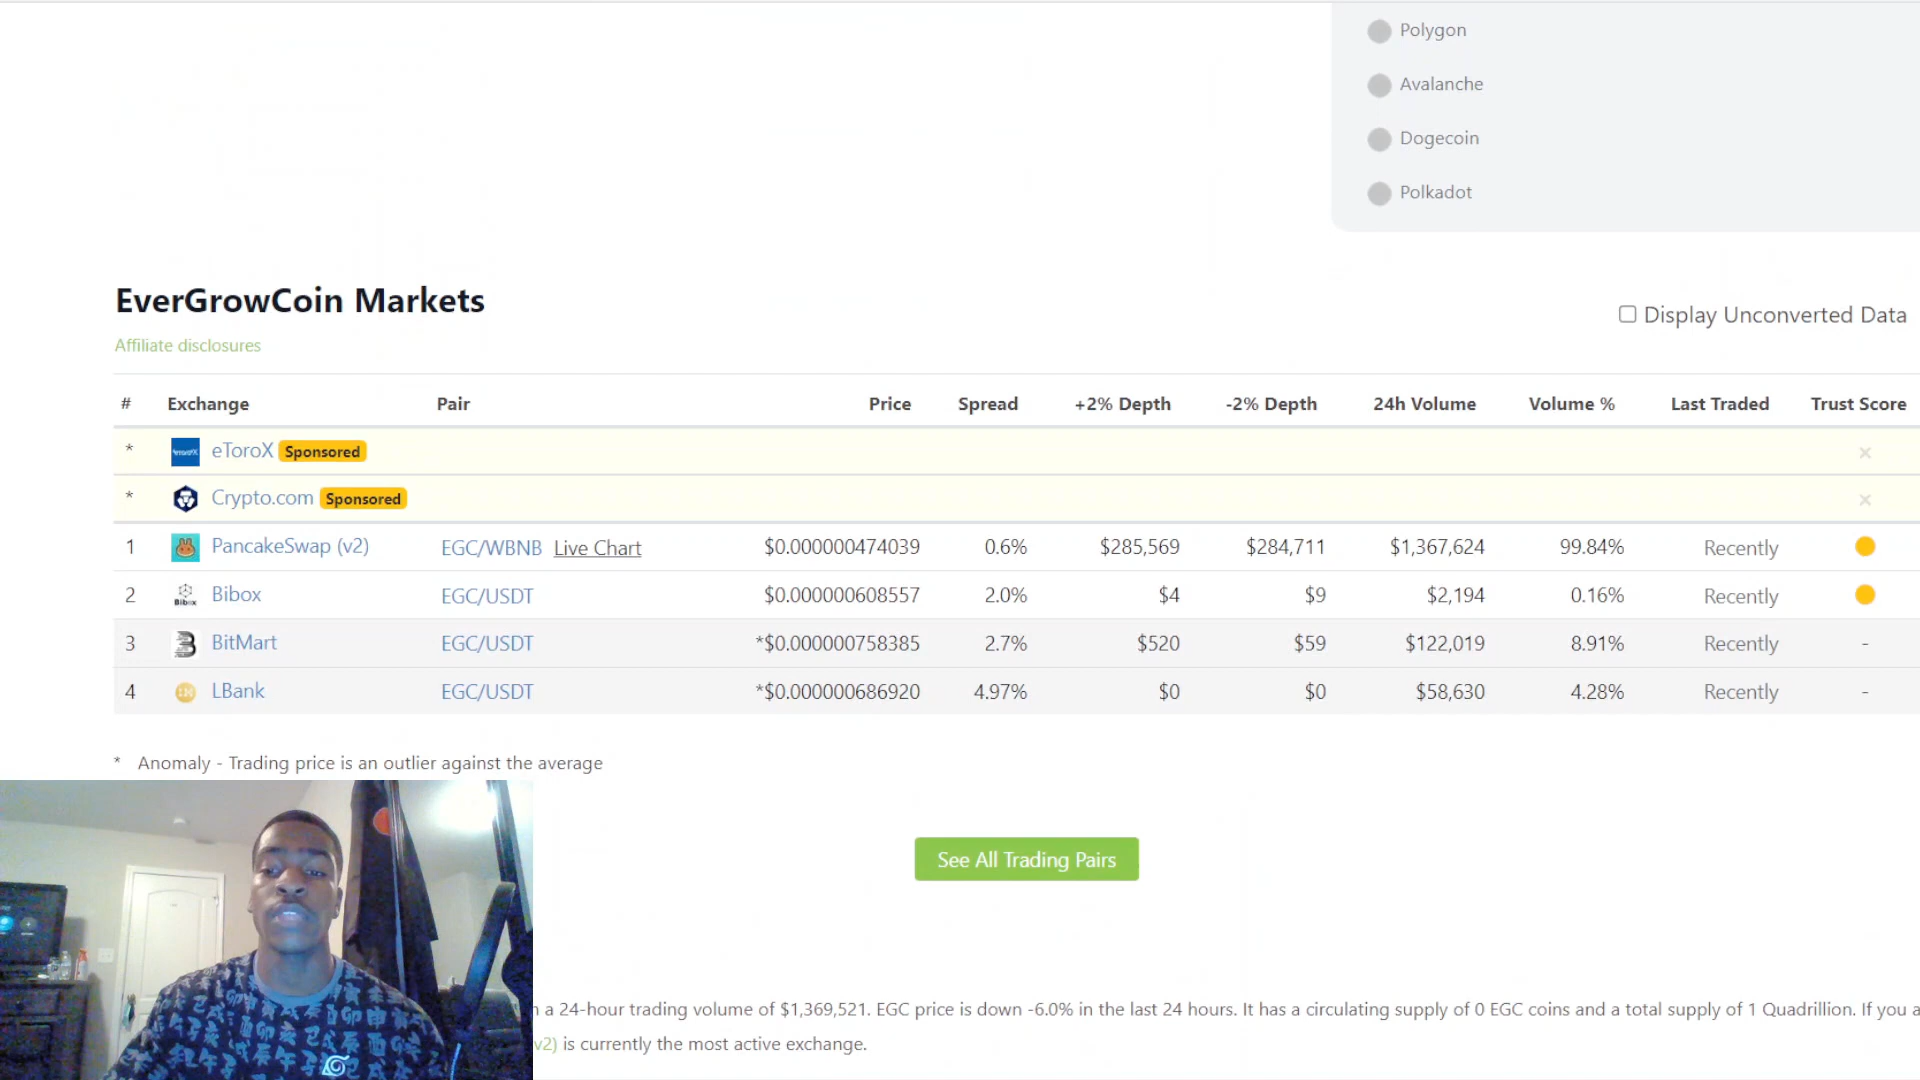 Polygon
Avalanche
Dogecoin
Polkadot
EverGrowCoin Markets
Display Unconverted Data
Affiliate disclosures
# Exchange Pair Price Spread +2% Depth -2% Depth 24h Volume Volume % Last Traded Trust Score
* eToroX Sponsored ×
* Crypto.com Sponsored ×
1 PancakeSwap (v2) EGC/WBNB Live Chart $0.000000474039 0.6% $285,569 $284,711 $1,367,624 99.84% Recently
2 Bibox EGC/USDT $0.000000608557 2.0% $4 $9 $2,194 0.16% Recently
3 BitMart EGC/USDT *$0.000000758385 2.7% $520 $59 $122,019 8.91% Recently -
4 LBank EGC/USDT *$0.000000686920 4.97% $0 $0 $58,630 4.28% Recently -
* Anomaly - Trading price is an outlier against the average
See All Trading Pairs
a 24-hour trading volume of $1,369,521. EGC price is down -6.0% in the last 24 hours. It has a circulating supply of 0 EGC coins and a total supply of 1 Quadrillion. If you a
v2) is currently the most active exchange.